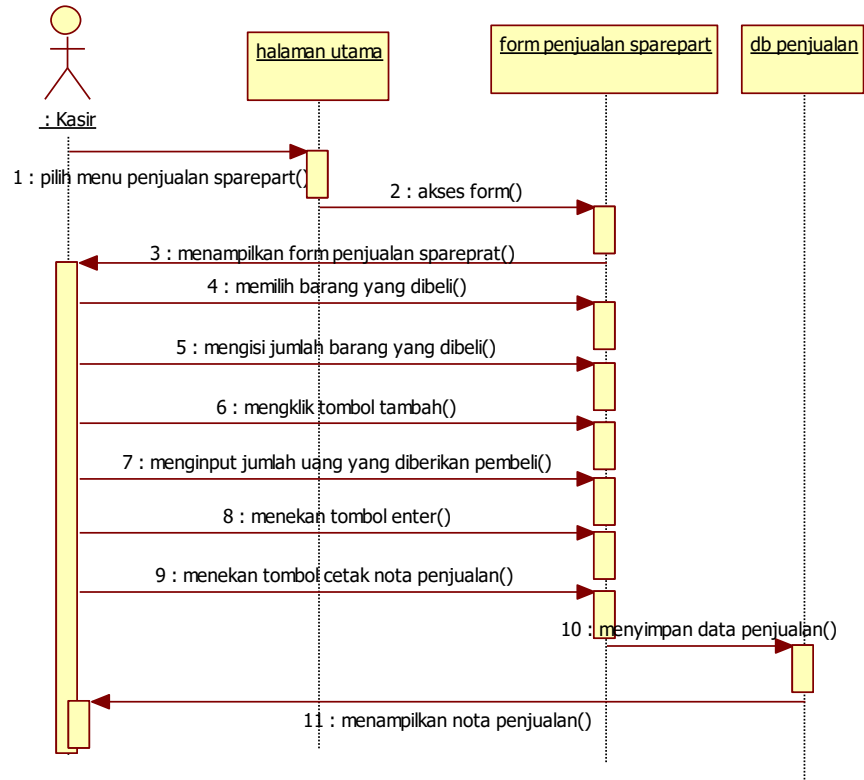 halaman utama
form penjualan sparepart
db penjualan
: Kasir
1 : pilih menu penjualan sparepart()
2 : akses form()
3 : menampilkan form penjualan spareprat()
4 : memilih barang yang dibeli()
5 : mengisi jumlah barang yang dibeli()
6 : mengklik tombol tambah()
7 : menginput jumlah uang yang diberikan pembeli()
8 : menekan tombol enter()
9 : menekan tombol cetak nota penjualan()
10 : menyimpan data penjualan()
11 : menampilkan nota penjualan()